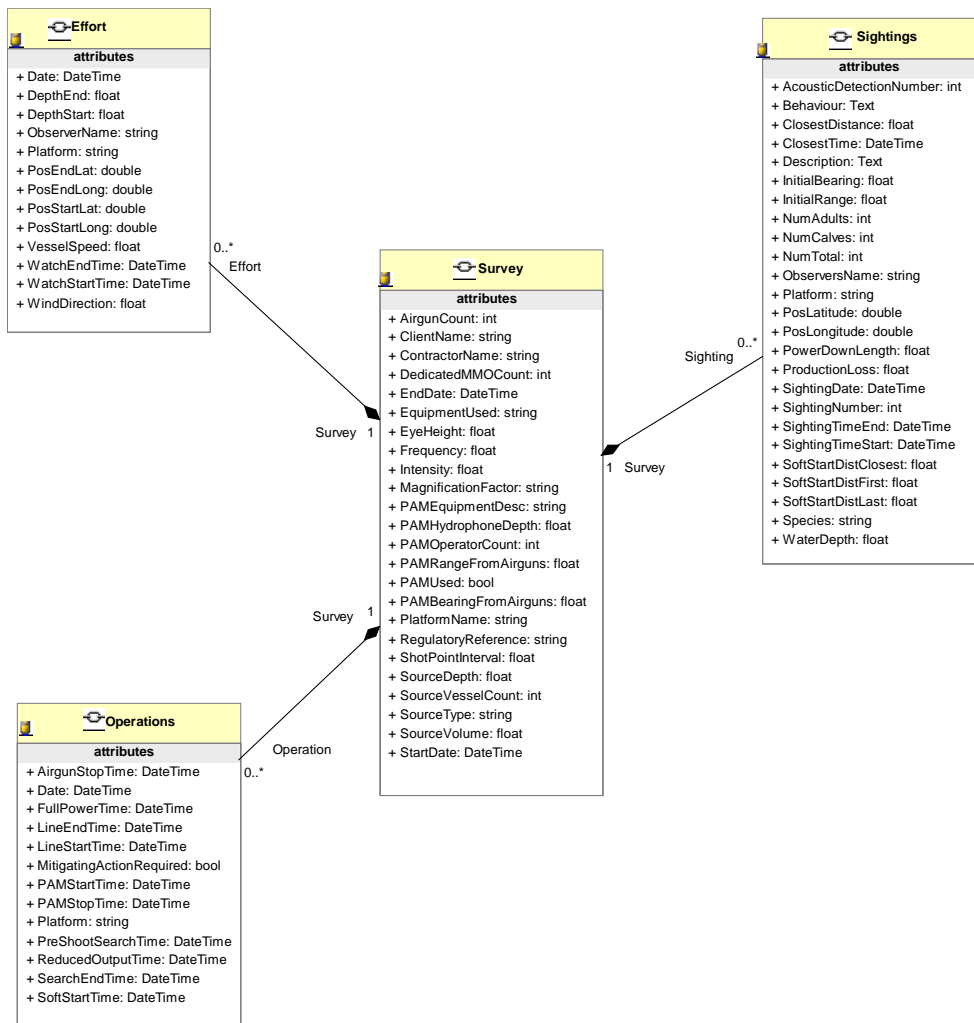 Effort
attributes
+ Date: DateTime
+ DepthEnd: float
+ DepthStart: float
+ ObserverName: string
+ Platform: string
+ PosEndLat: double
+ PosEndLong: double
+ PosStartLat: double
+ PosStartLong: double
+ VesselSpeed: float
+ WatchEndTime: DateTime
+ WatchStartTime: DateTime
+ WindDirection: float
0..*
Effort
Survey 1
Sightings
attributes
+ AcousticDetectionNumber: int
+ Behaviour: Text
+ ClosestDistance: float
+ ClosestTime: DateTime
+ Description: Text
+ InitialBearing: float
+ InitialRange: float
+ NumAdults: int
+ NumCalves: int
+ NumTotal: int
+ ObserversName: string
+ Platform: string
+ PosLatitude: double
+ PosLongitude: double
+ PowerDownLength: float
+ ProductionLoss: float
+ SightingDate: DateTime
+ SightingNumber: int
+ SightingTimeEnd: DateTime
+ SightingTimeStart: DateTime
+ SoftStartDistClosest: float
+ SoftStartDistFirst: float
+ SoftStartDistLast: float
+ Species: string
+ WaterDepth: float
0..*
Sighting
1 Survey
Survey
attributes
+ AirgunCount: int
+ ClientName: string
+ ContractorName: string
+ DedicatedMMOCount: int
+ EndDate: DateTime
+ EquipmentUsed: string
+ EyeHeight: float
+ Frequency: float
+ Intensity: float
+ MagnificationFactor: string
+ PAMEquipmentDesc: string
+ PAMHydrophoneDepth: float
+ PAMOperatorCount: int
+ PAMRangeFromAirguns: float
+ PAMUsed: bool
+ PAMBearingFromAirguns: float
+ PlatformName: string
+ RegulatoryReference: string
+ ShotPointInterval: float
+ SourceDepth: float
+ SourceVesselCount: int
+ SourceType: string
+ SourceVolume: float
+ StartDate: DateTime
Survey 1
Operation
0..*
Operations
attributes
+ AirgunStopTime: DateTime
+ Date: DateTime
+ FullPowerTime: DateTime
+ LineEndTime: DateTime
+ LineStartTime: DateTime
+ MitigatingActionRequired: bool
+ PAMStartTime: DateTime
+ PAMStopTime: DateTime
+ Platform: string
+ PreShootSearchTime: DateTime
+ ReducedOutputTime: DateTime
+ SearchEndTime: DateTime
+ SoftStartTime: DateTime